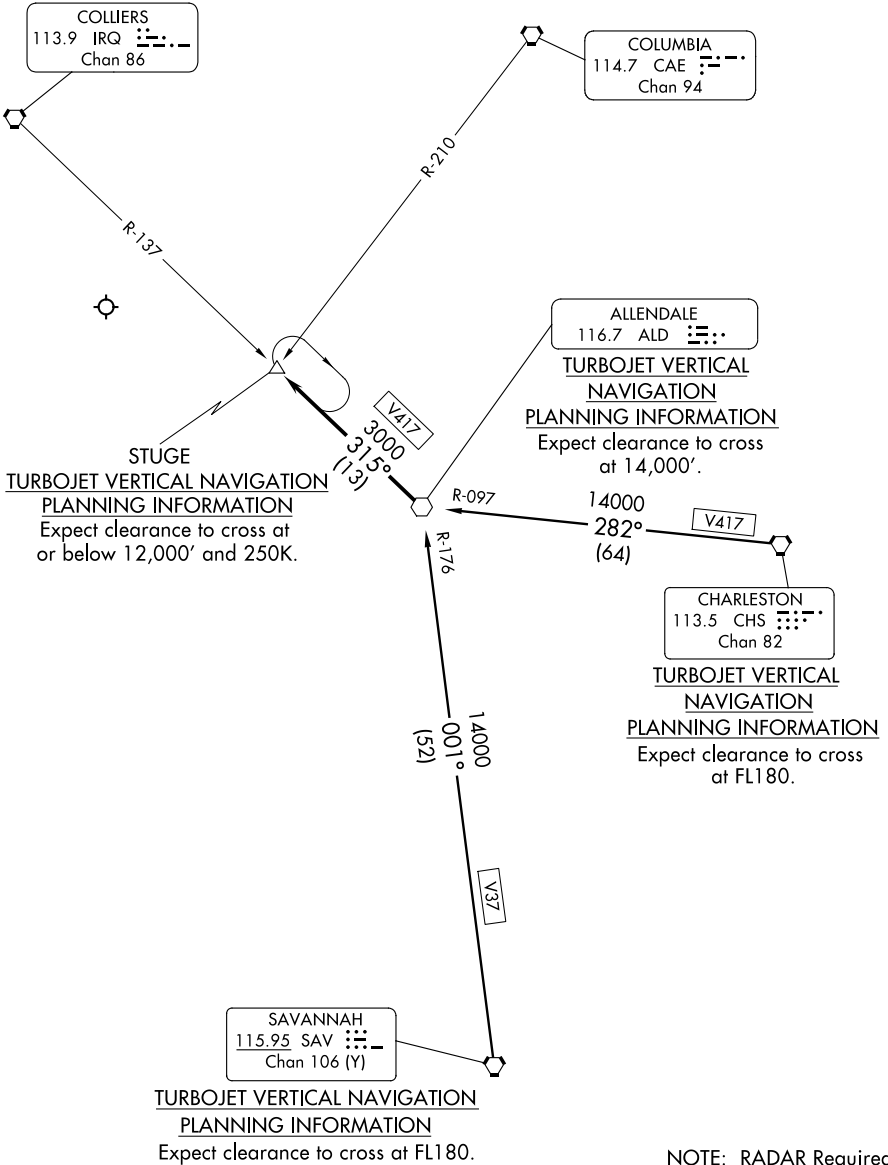 COLLIERS
113.9 IRQ
Chan 86
COLUMBIA
114.7 CAE
Chan 94
R-210
R-137
ALLENDALE
116.7 ALD
TURBOJET VERTICAL
NAVIGATION
PLANNING INFORMATION
Expect clearance to cross
at 14,000'.
V417
3000
315°
(13)
STUGE
TURBOJET VERTICAL NAVIGATION
PLANNING INFORMATION
Expect clearance to cross at
or below 12,000' and 250K.
R-097
14000
282°
(64)
V417
R-176
CHARLESTON
113.5 CHS
Chan 82
TURBOJET VERTICAL
NAVIGATION
PLANNING INFORMATION
Expect clearance to cross
at FL180.
14000
001°
(52)
V37
SAVANNAH
115.95 SAV
Chan 106 (Y)
TURBOJET VERTICAL NAVIGATION
PLANNING INFORMATION
Expect clearance to cross at FL180.
NOTE: RADAR Required